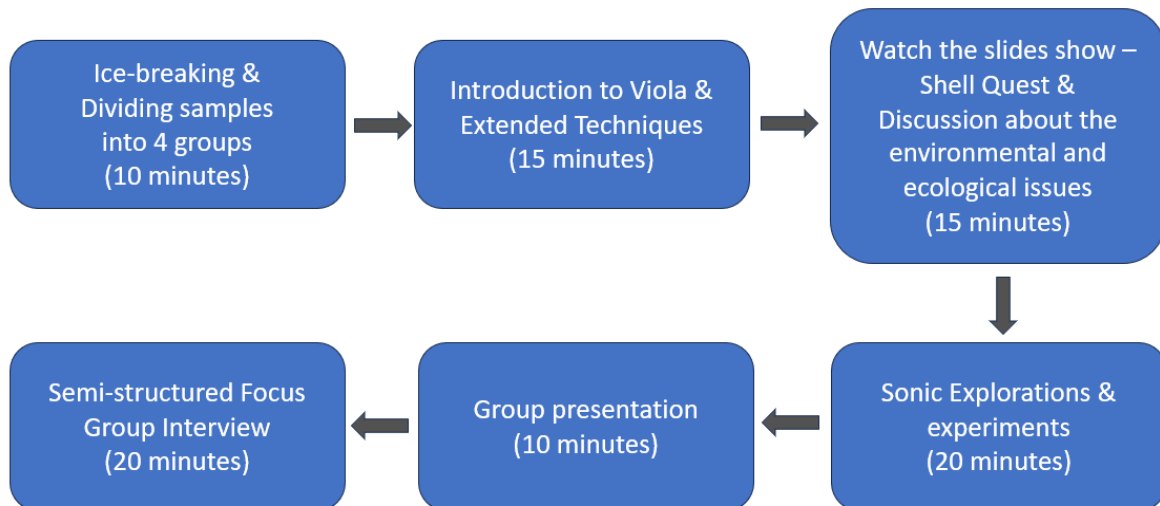 Ice-breaking &
Dividing samples
into 4 groups
(10 minutes)
Introduction to Viola &
Extended Techniques
(15 minutes)
Watch the slides show –
Shell Quest &
Discussion about the
environmental and
ecological issues
(15 minutes)
Sonic Explorations &
experiments
(20 minutes)
Group presentation
(10 minutes)
Semi-structured Focus
Group Interview
(20 minutes)